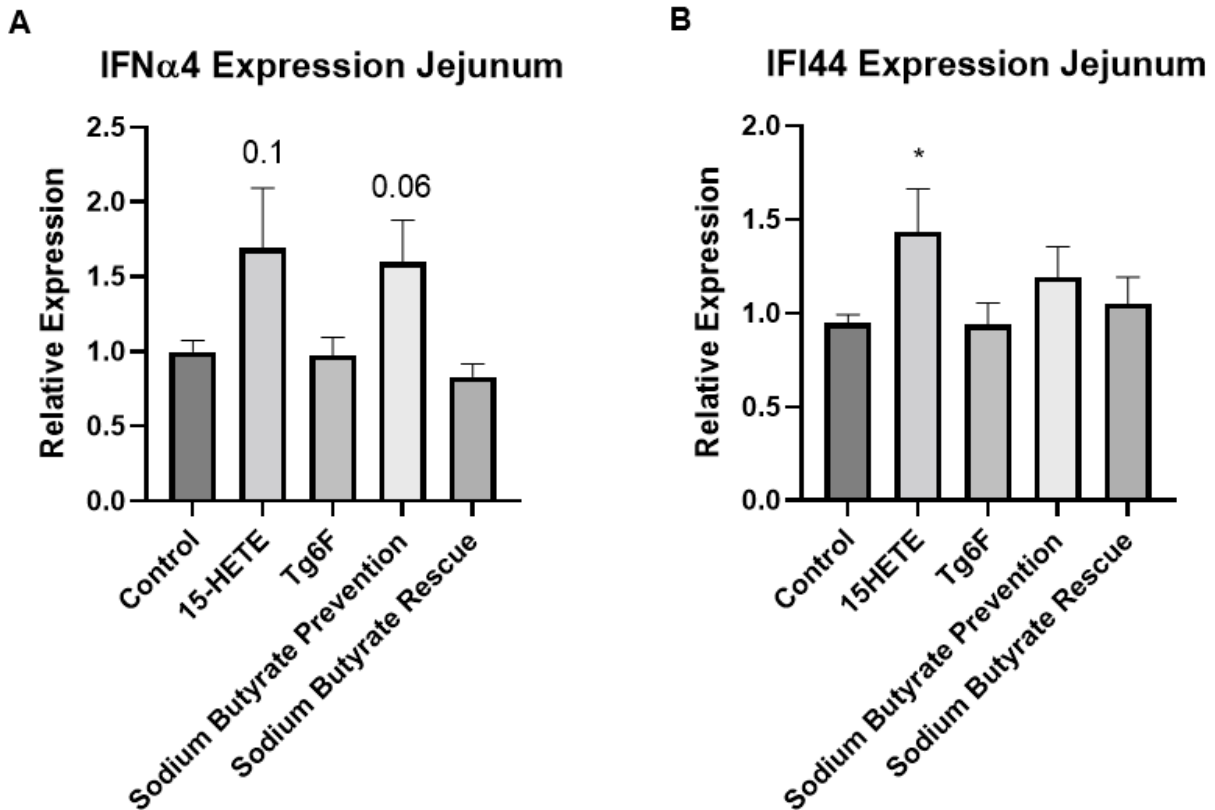 A
IFNα4 Expression Jejunum
Relative Expression
2.5
2.0
1.5
1.0
0.5
0.0
0.1
0.06
Control
15-HETE
Tg6F
Sodium Butyrate Prevention
Sodium Butyrate Rescue
B
IFI44 Expression Jejunum
Relative Expression
2.0
1.5
1.0
0.5
0.0
*
Control
15HETE
Tg6F
Sodium Butyrate Prevention
Sodium Butyrate Rescue